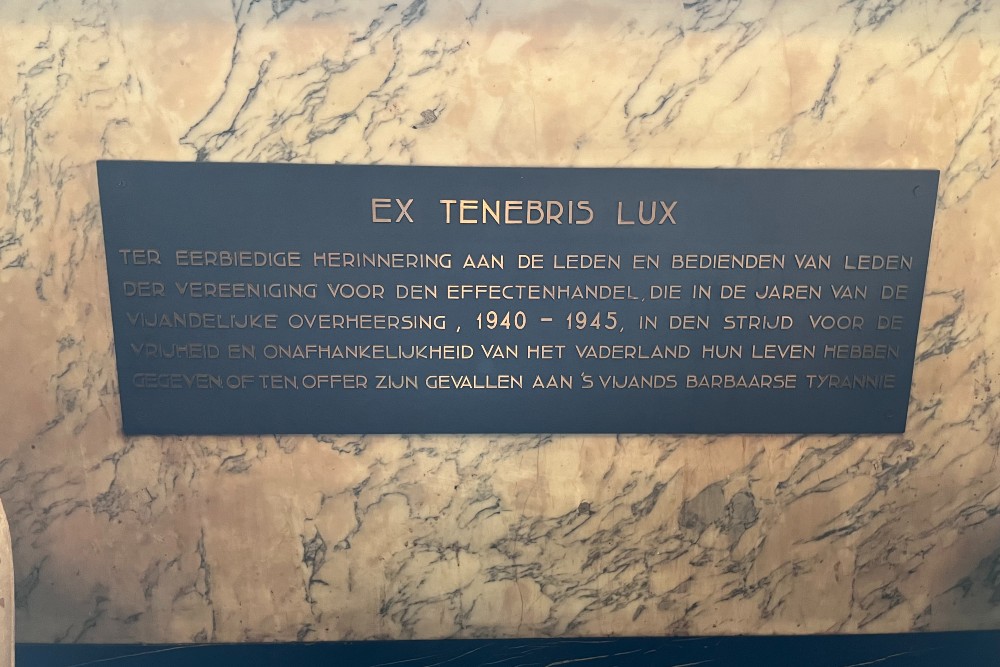 EX TENEBRIS LUX
TER EERBIEDIGE HERINNERING AAN DE LEDEN EN BEDIENDEN VAN LEDEN
DER VEREENIGING VOOR DEN EFFECTENHANDEL, DIE IN DE JAREN VAN DE
VIJANDELIJKE OVERHEERSING, 1940 - 1945, IN DEN STRIJD VOOR DE
VRIJHEID EN ONAFHANKELIJKHEID VAN HET VADERLAND HUN LEVEN HEBBEN
GEGEVEN, OF TEN, OFFER ZIJN GEVALLEN AAN 'S VIJANDS BARBAARSE TYRANNIE